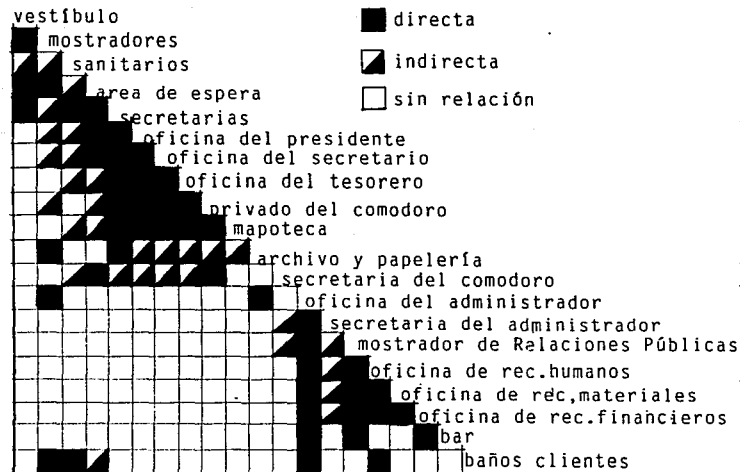 vestíbulo
directa
mostradores
sanitarios
indirecta
area de espera
sin relación
secretarias
oficina del presidente
oficina del secretario
oficina del tesorero
privado del comodoro
mapoteca
archivo y papelería
secretaria del comodoro
oficina del administrador
secretaria del administrador
mostrador de Relaciones Públicas
oficina de rec.humanos
oficina de rec,materiales
oficina de rec.financieros
bar
baños clientes